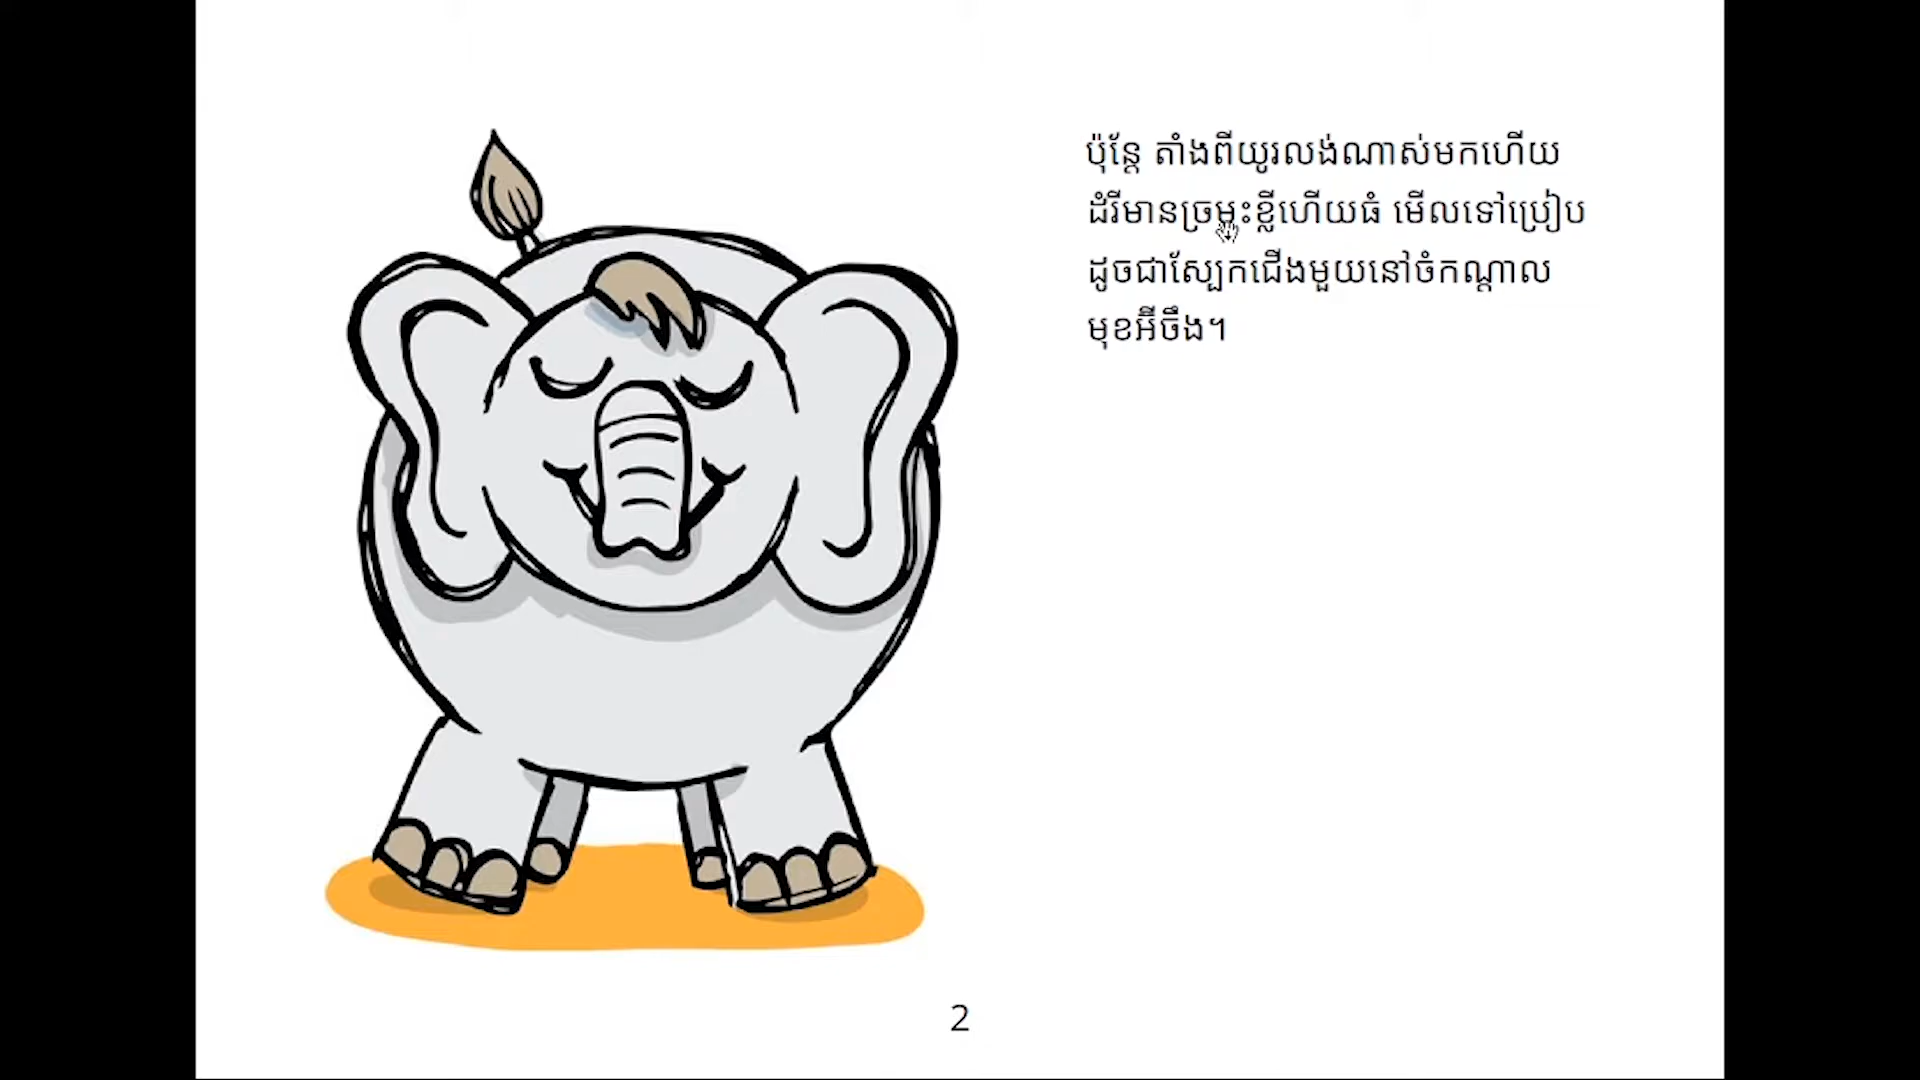 ប៉ុន្តែ តាំងពីយូរលង់ណាស់មកហើយ
ដំរីមានច្រមុះខ្លីហើយធំ មើលទៅប្រៀប
ដូចជាស្បែកជើងមួយនៅចំកណ្ដាល
មុខអ៊ីចឹង។
2